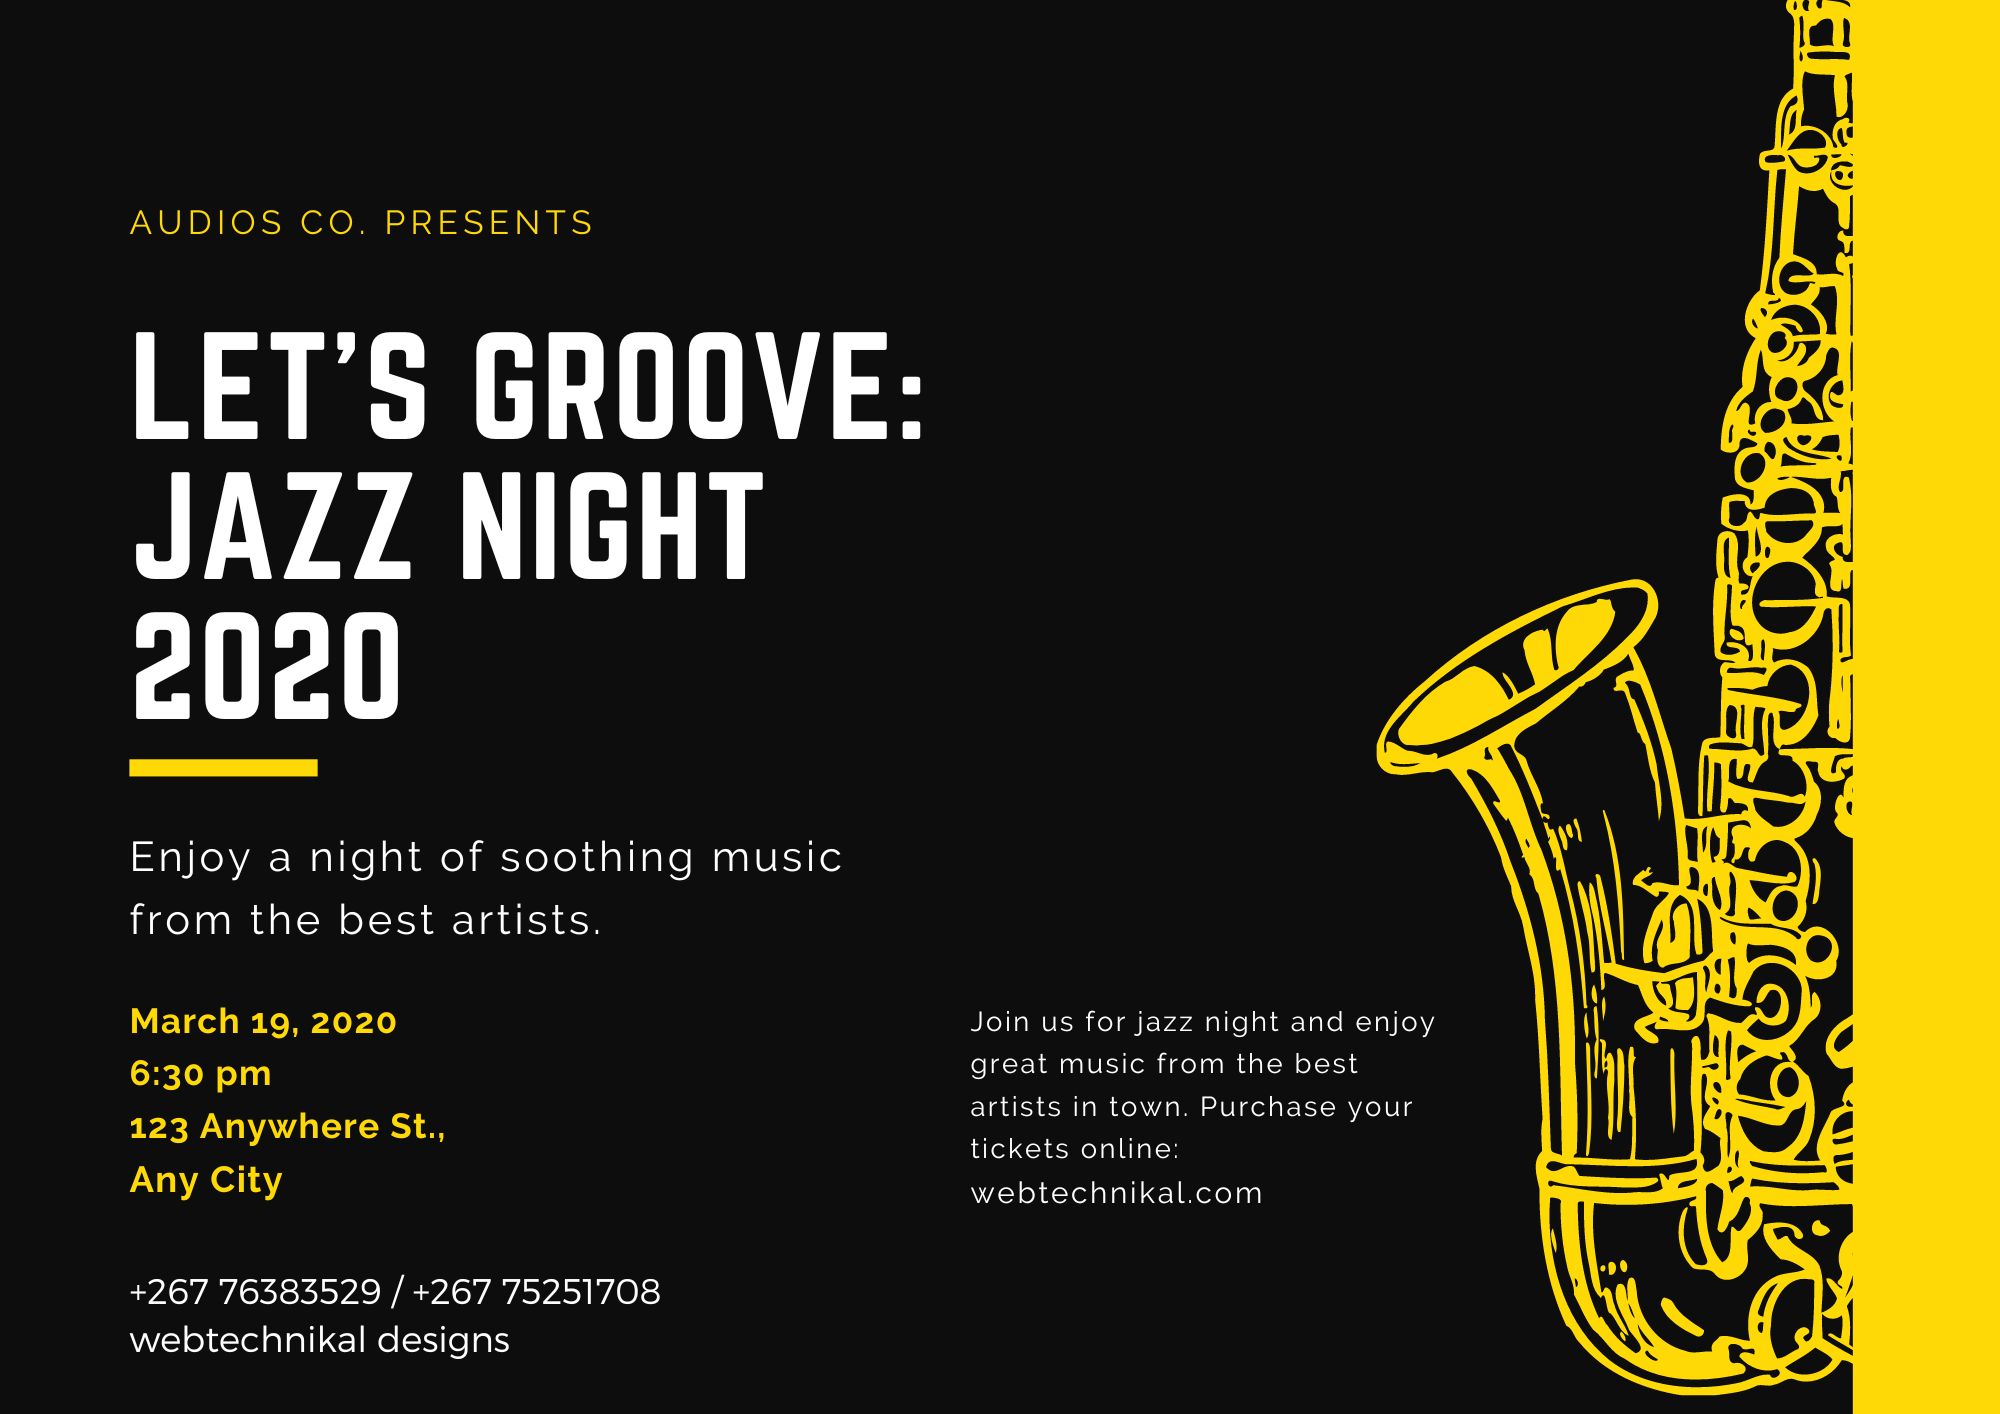 AUDIOS CO. PRESENTS
LET'S GROOVE:
JAZZ NIGHT
2020
Enjoy a night of soothing music
from the best artists.
March 19, 2020
6:30 pm
123 Anywhere St.,
Any City
Join us for jazz night and enjoy
great music from the best
artists in town. Purchase your
tickets online:
webtechnikal.com
+267 76383529 / +267 75251708
webtechnikal designs